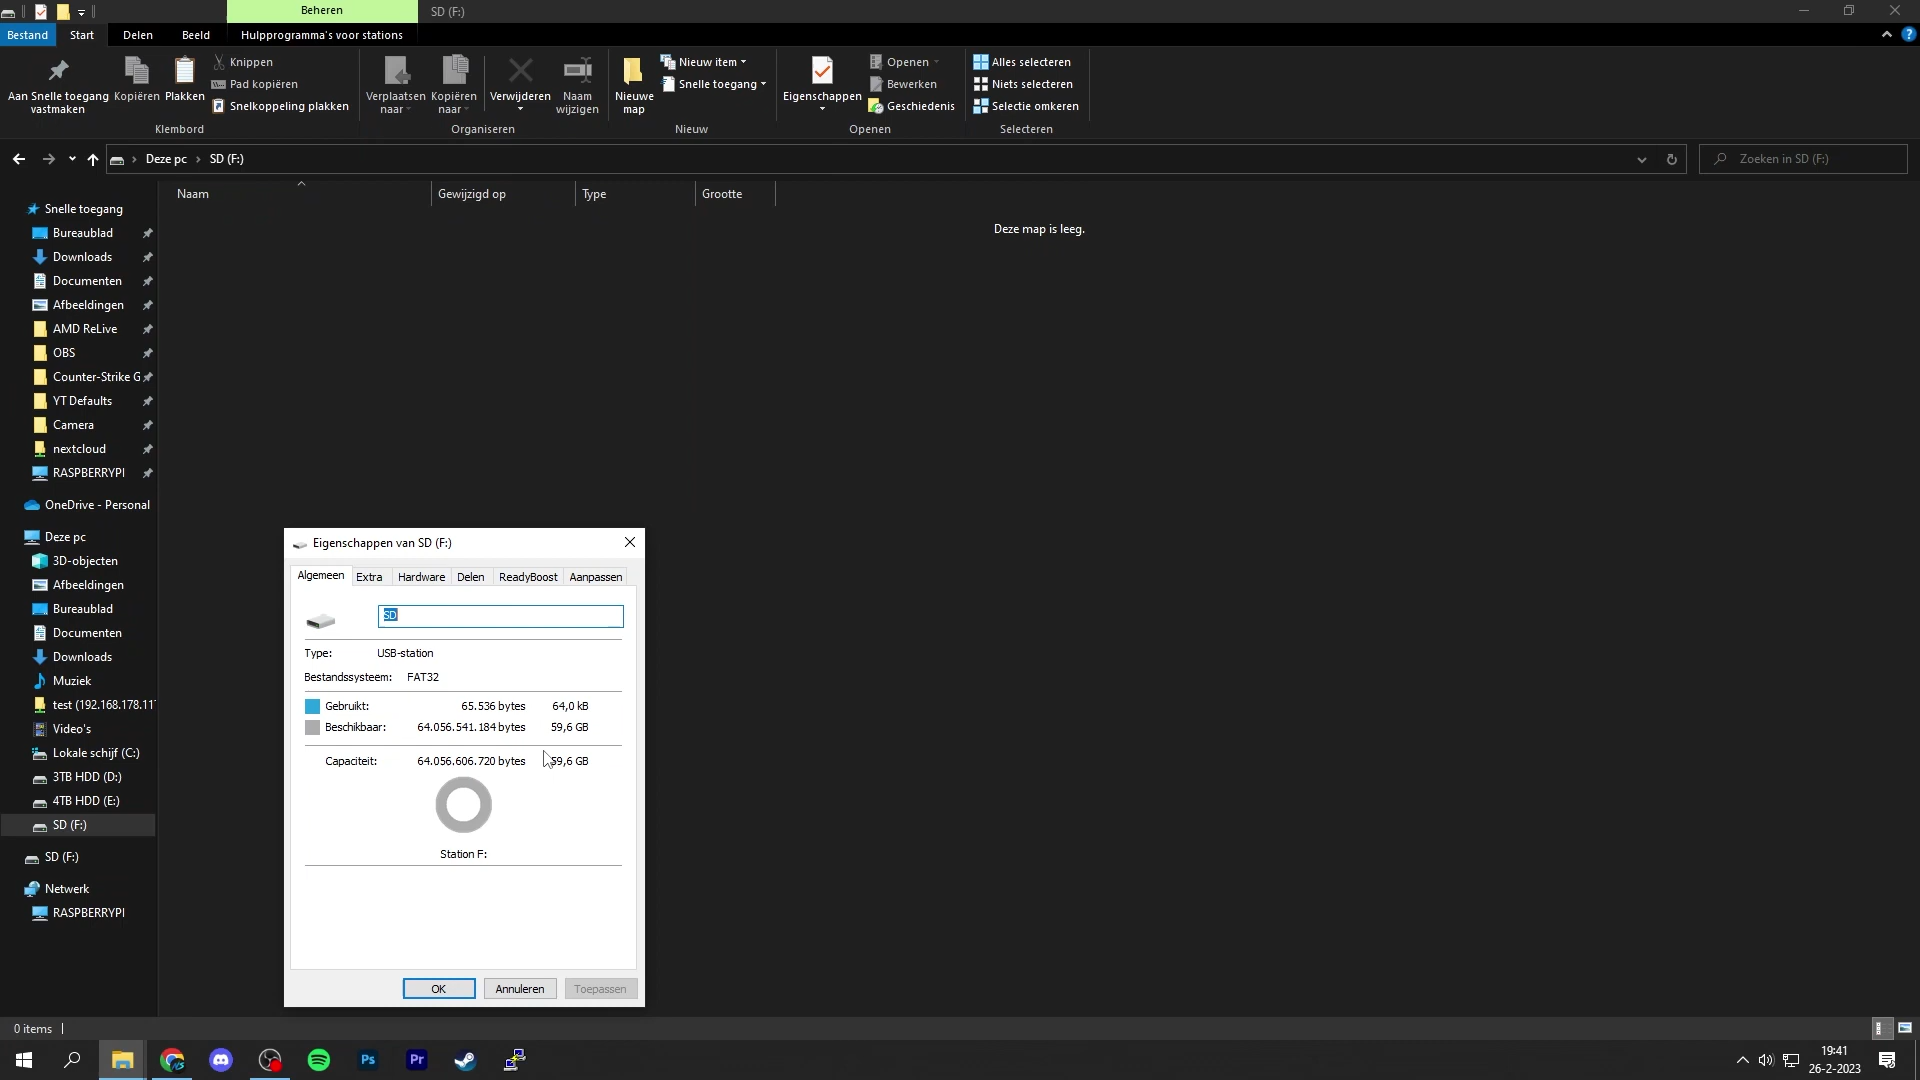 Beheren
SD (F:)
Bestand
Start
Delen
Beeld
Hulpprogramma's voor stations
Aan Snelle toegang
vastmaken
Kopiëren
Plakken
Knippen
Pad kopiëren
Snelkoppeling plakken
Klembord
Verplaatsen
naar
Kopiëren
naar
Verwijderen
Naam
wijzigen
Organiseren
Nieuwe
map
Nieuw item
Snelle toegang
Nieuw
Eigenschappen
Openen
Bewerken
Geschiedenis
Openen
Alles selecteren
Niets selecteren
Selectie omkeren
Selecteren
Deze pc
SD (F:)
Zoeken in SD (F:)
Naam
Gewijzigd op
Type
Grootte
Deze map is leeg.
Snelle toegang
Bureaublad
Downloads
Documenten
Afbeeldingen
AMD ReLive
OBS
Counter-Strike G
YT Defaults
Camera
nextcloud
RASPBERRYPI
OneDrive - Personal
Deze pc
3D-objecten
Afbeeldingen
Bureaublad
Documenten
Downloads
Muziek
test (192.168.178.117
Video's
Lokale schijf (C:)
3TB HDD (D:)
4TB HDD (E:)
SD (F:)
SD (F:)
Netwerk
RASPBERRYPI
Eigenschappen van SD (F:)
Algemeen
Extra
Hardware
Delen
ReadyBoost
Aanpassen
SD
Type: USB-station
Bestandssysteem: FAT32
Gebruikt: 65.536 bytes 64,0 kB
Beschikbaar: 64.056.541.184 bytes 59,6 GB
Capaciteit: 64.056.606.720 bytes 59,6 GB
Station F:
OK
Annuleren
Toepassen
0 items
Ps
Pr
19:41
26-2-2023